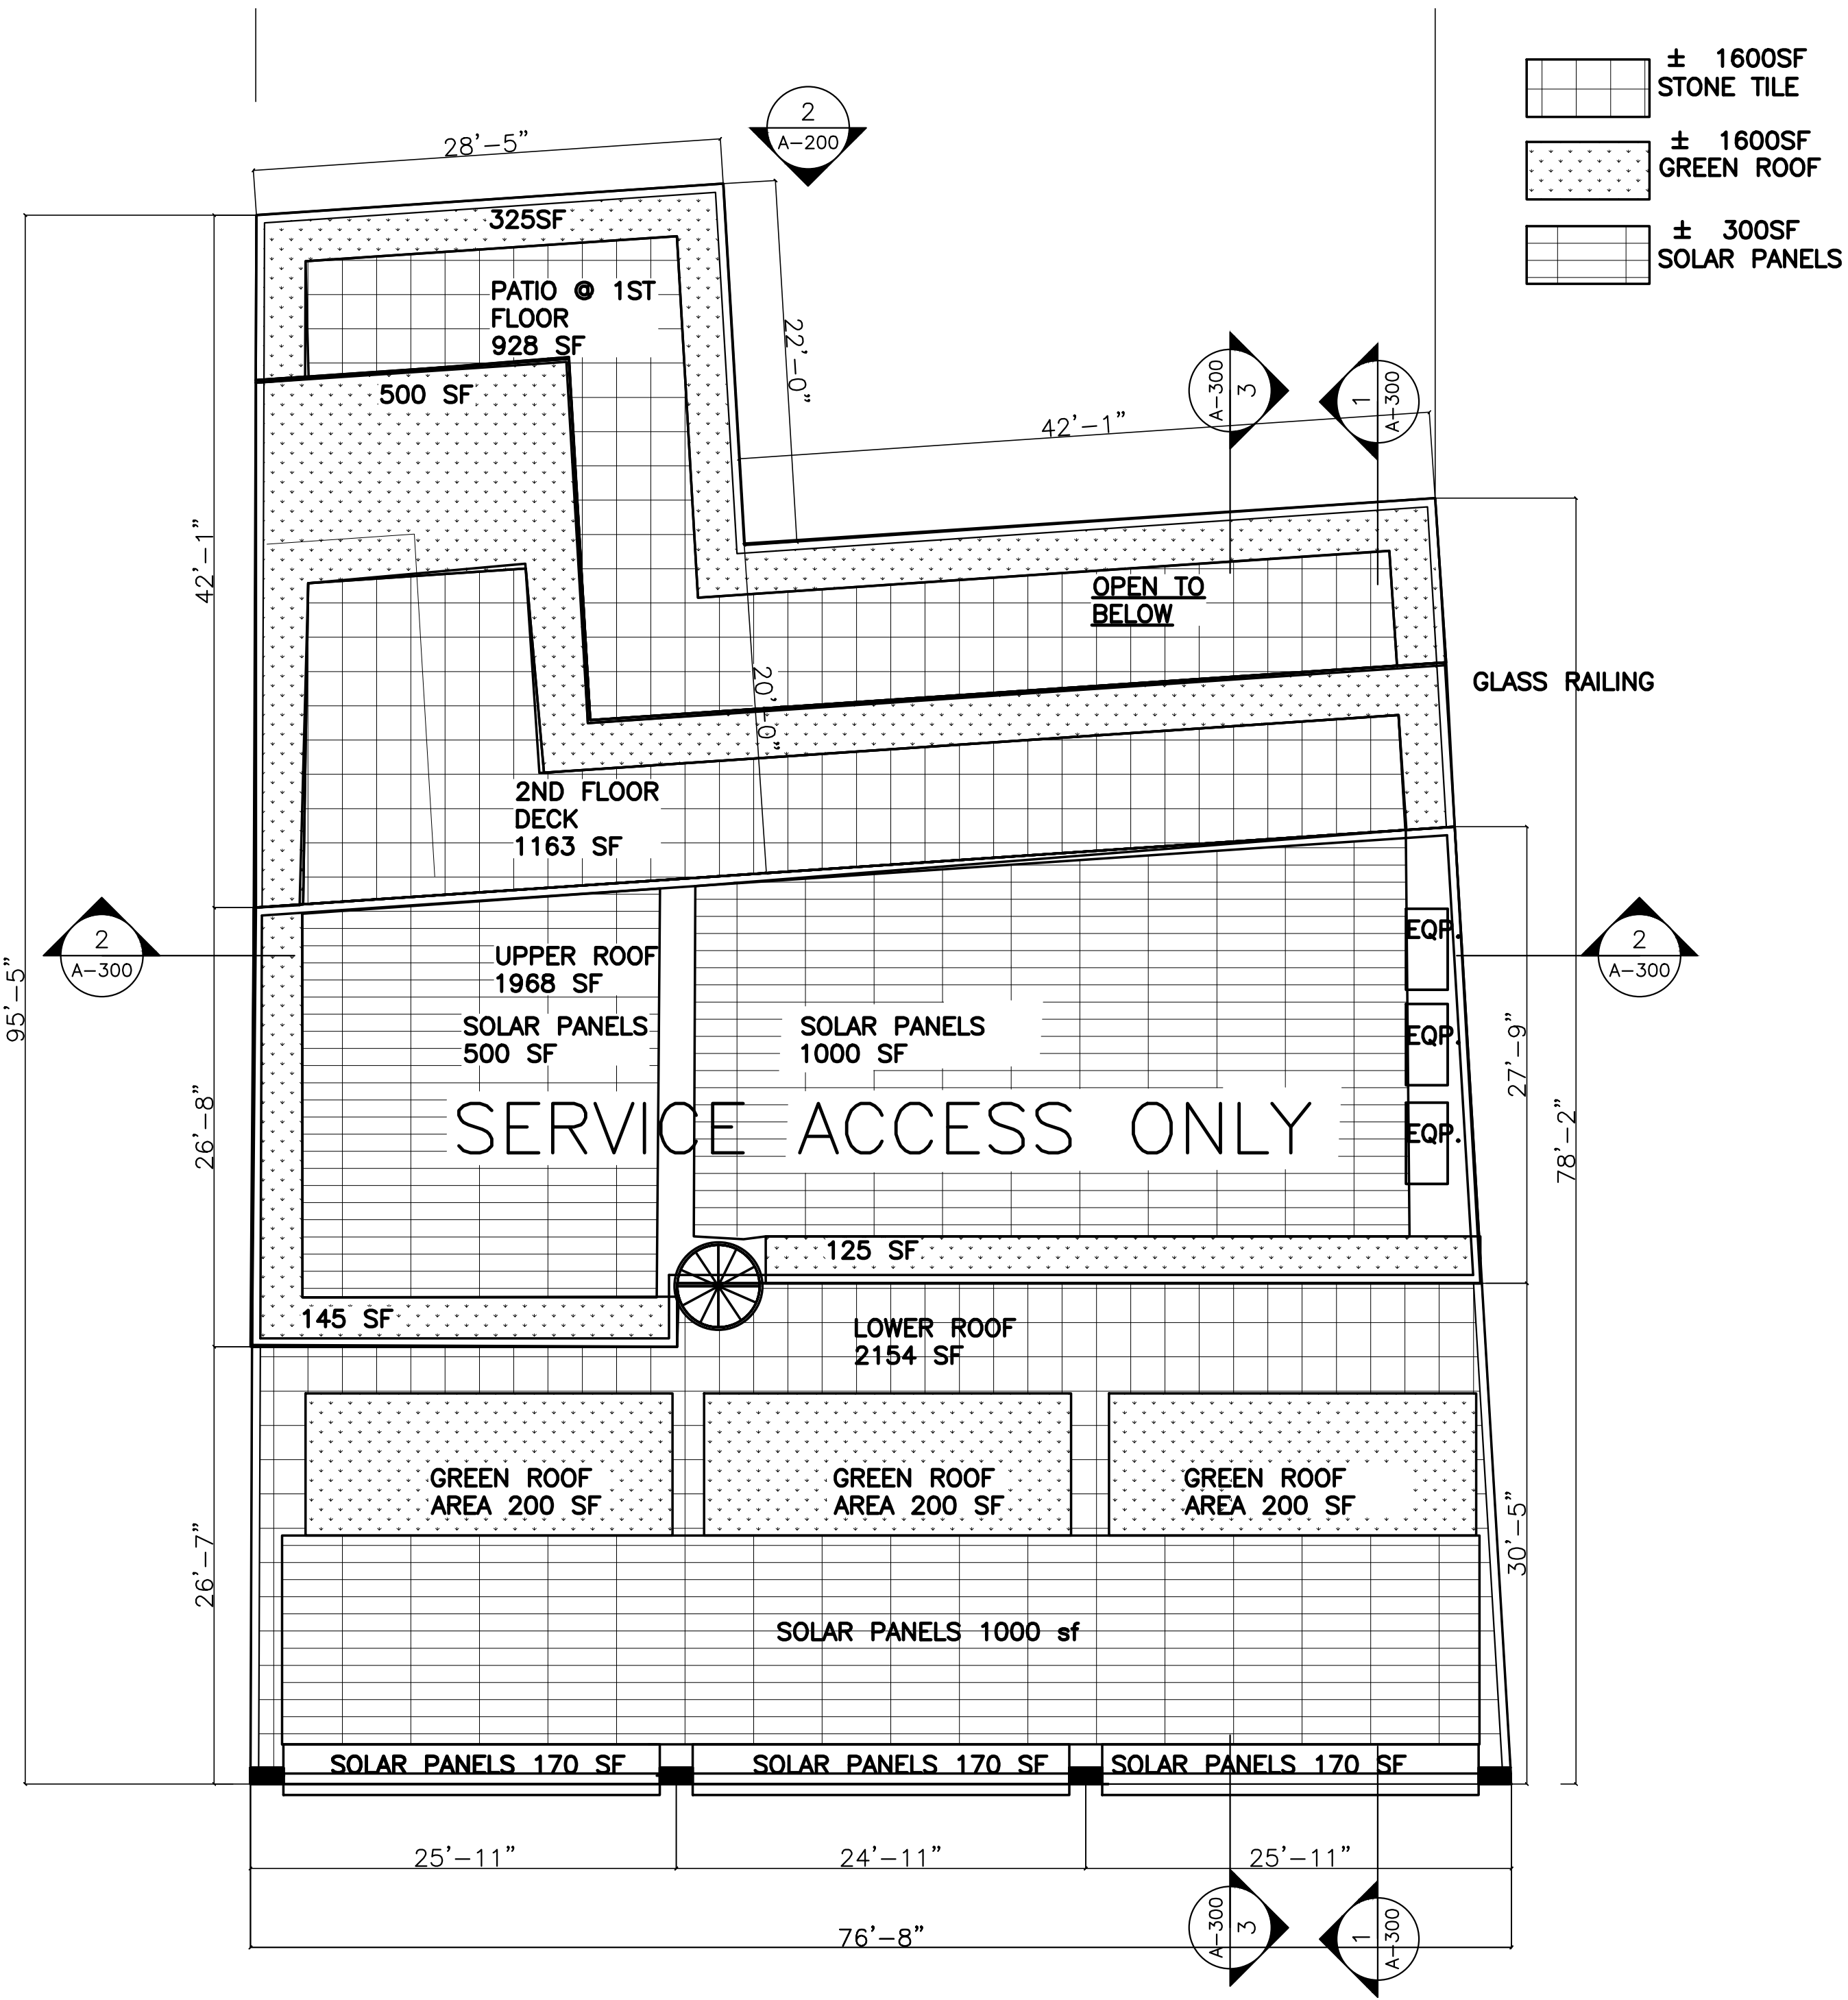 ± 1600SF
STONE TILE
± 1600SF
GREEN ROOF
± 300SF
SOLAR PANELS
2
A-200
28'-5"
325SF
PATIO @ 1ST
FLOOR
928 SF
500 SF
22'-0"
A-300
3
1
A-300
42'-1"
42'-1"
OPEN TO
BELOW
20'-0"
GLASS RAILING
2ND FLOOR
DECK
1163 SF
2
A-300
95'-5"
UPPER ROOF
1968 SF
SOLAR PANELS
500 SF
SOLAR PANELS
1000 SF
EQP.
EQP.
EQP.
2
A-300
SERVICE ACCESS ONLY
26'-8"
27'-9"
78'-2"
125 SF
145 SF
LOWER ROOF
2154 SF
GREEN ROOF
AREA 200 SF
GREEN ROOF
AREA 200 SF
GREEN ROOF
AREA 200 SF
26'-7"
30'-5"
SOLAR PANELS 1000 sf
SOLAR PANELS 170 SF
SOLAR PANELS 170 SF
SOLAR PANELS 170 SF
25'-11"
24'-11"
25'-11"
76'-8"
A-300
3
1
A-300